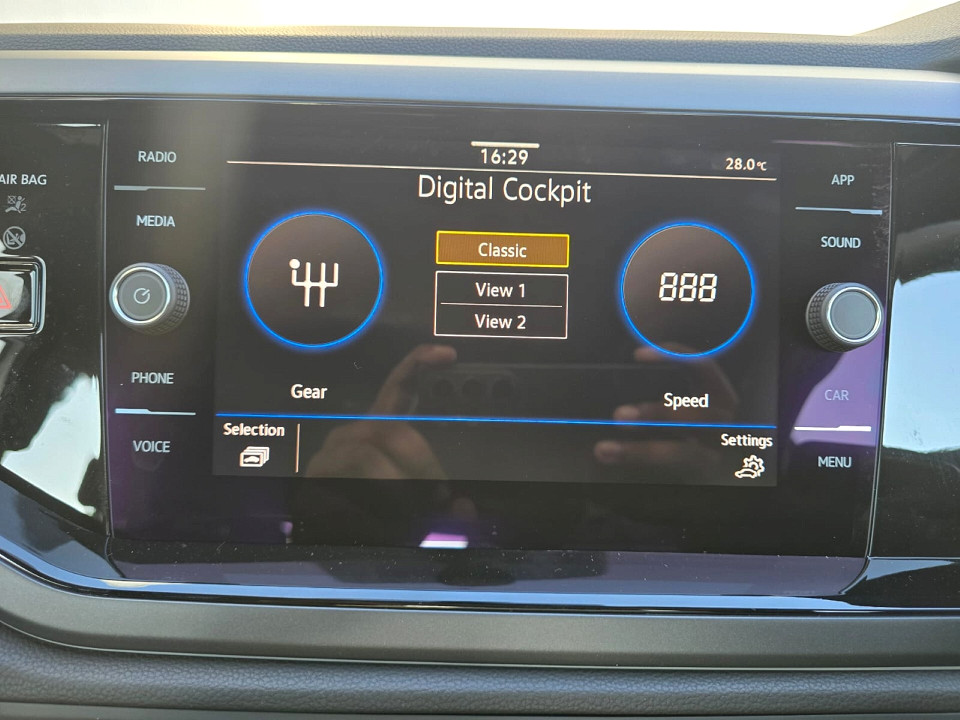 AIR BAG
RADIO
MEDIA
PHONE
VOICE
16:29
28.0°C
Digital Cockpit
Classic
View 1
View 2
888
Gear
Speed
Selection
Settings
APP
SOUND
CAR
MENU